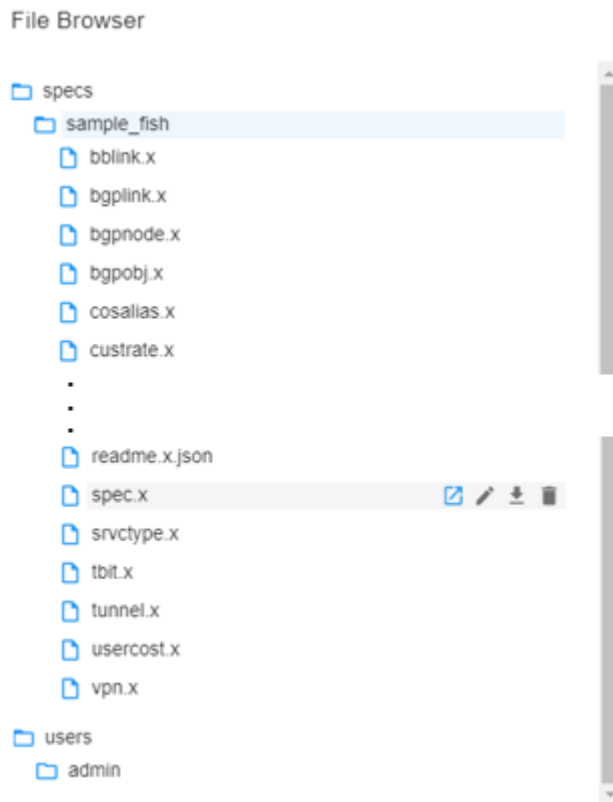 File Browser
specs
sample_fish
bblink.x
bgplink.x
bgpnode.x
bgpobj.x
cosalias.x
custrate.x
readme.x.json
spec.x
srvctype.x
tbit.x
tunnel.x
usercost.x
vpn.x
users
admin